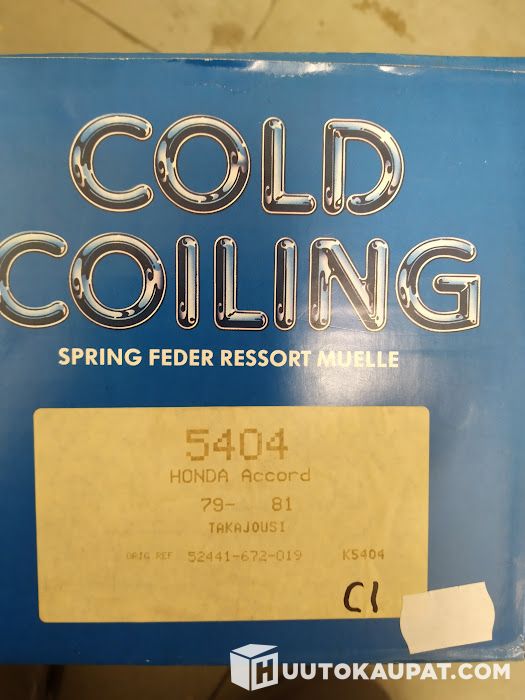 COLD
COILING
SPRING FEDER RESSORT MUELLE
5404
HONDA Accord
79- 81
TAKAJOUSI
ORIG REF 52441-672-019 K5404
C1
HUUTOKAUPAT.COM